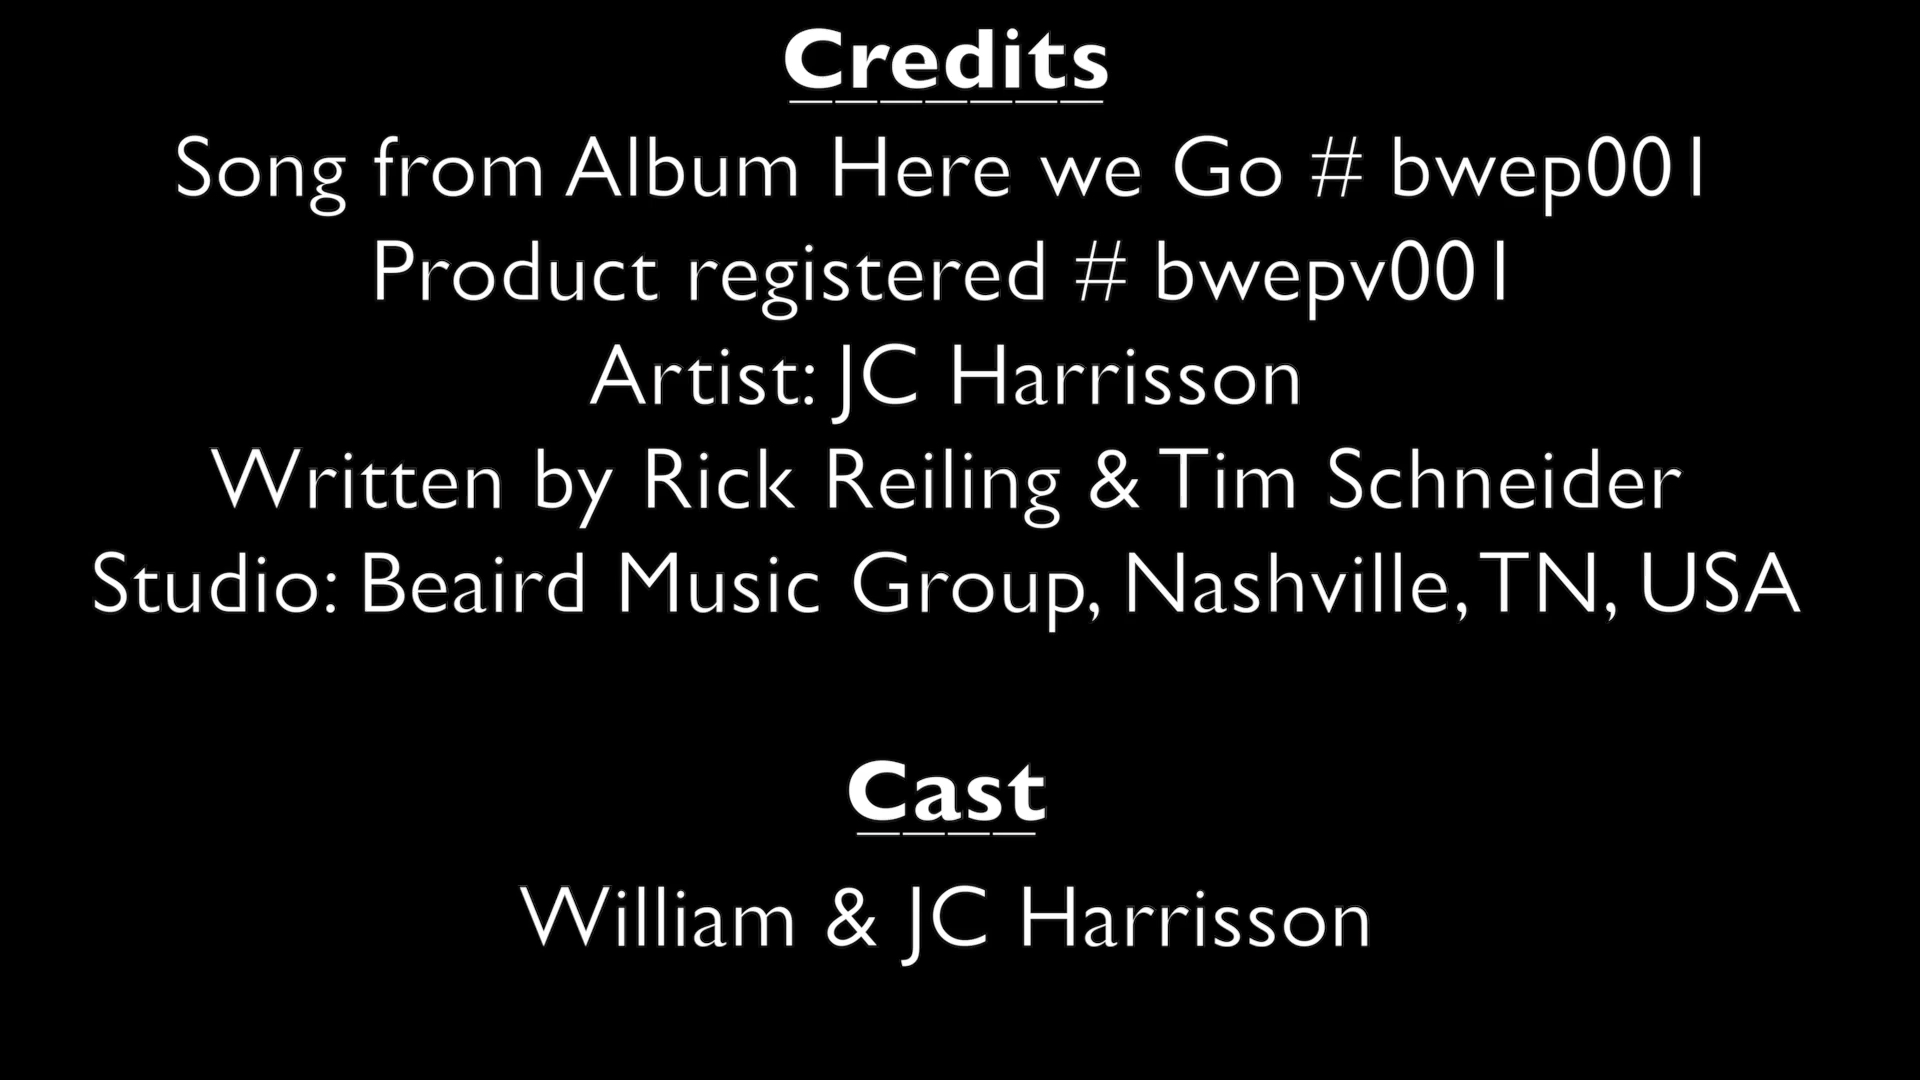 Credits
Song from Album Here we Go # bwep001
Product registered # bwepv001
Artist: JC Harrisson
Written by Rick Reiling & Tim Schneider
Studio: Beaird Music Group, Nashville, TN, USA
Cast
William & JC Harrisson